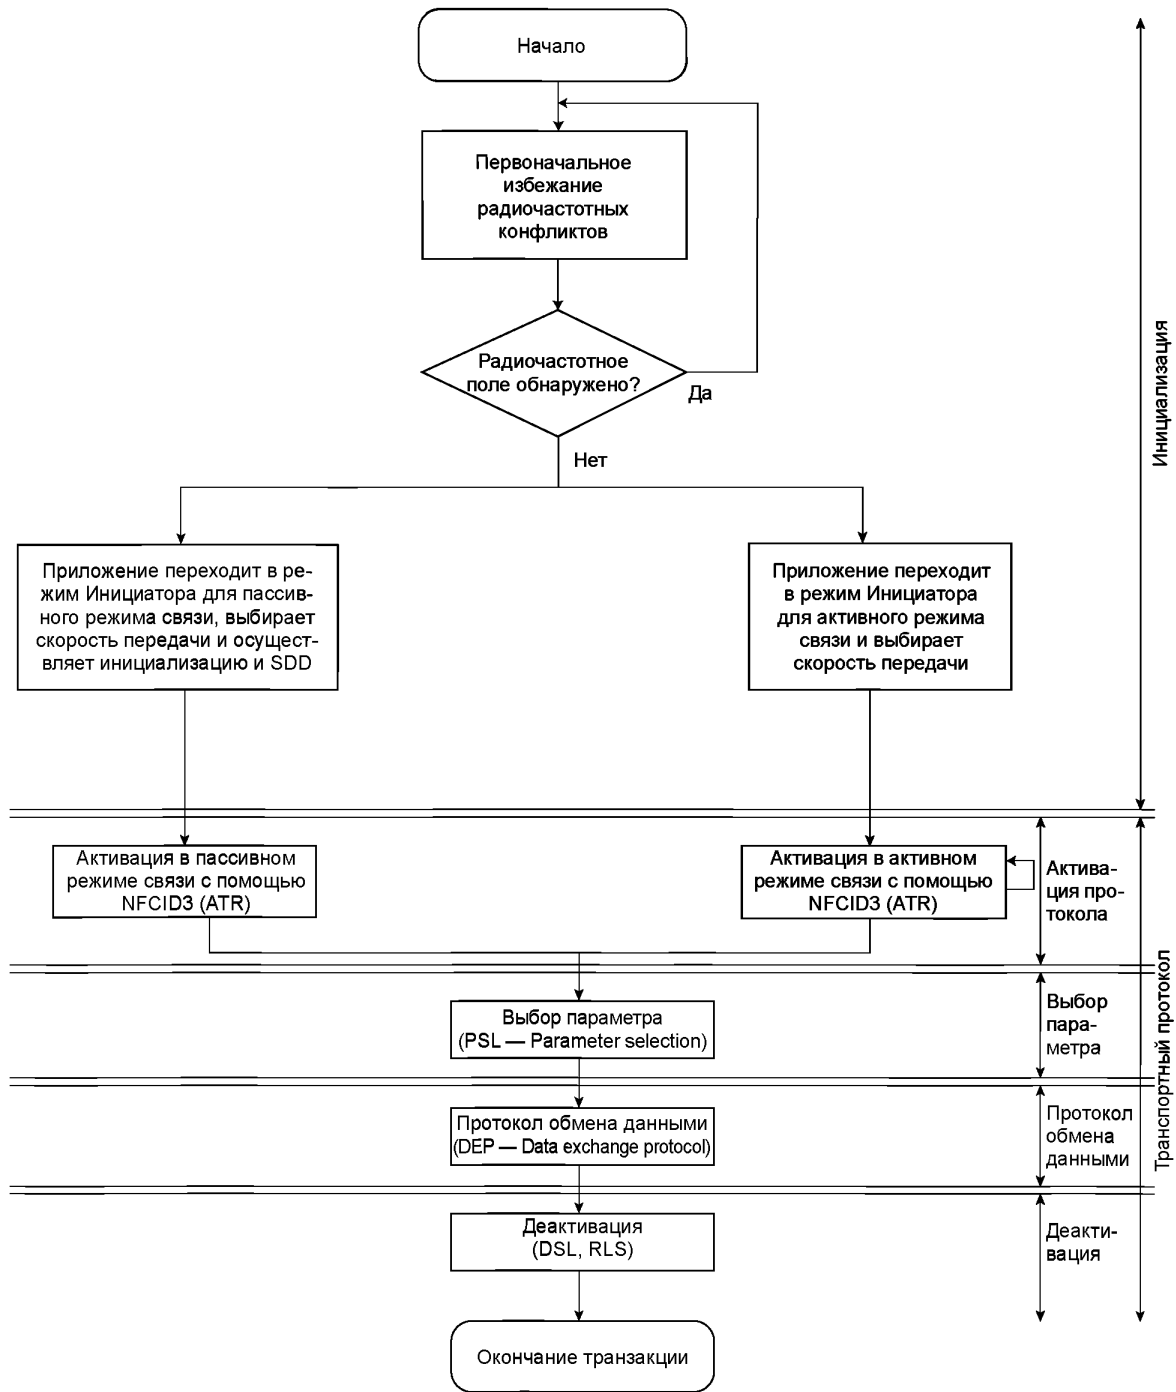 Начало
Первоначальное
избежание
радиочастотных
конфликтов
Радиочастотное
поле обнаружено?
Да
Нет
Инициализация
Приложение переходит в ре-
жим Инициатора для пассив-
ного режима связи, выбирает
скорость передачи и осущест-
вляет инициализацию и SDD
Приложение переходит
в режим Инициатора
для активного режима
связи и выбирает
скорость передачи
Активация в пассивном
режиме связи с помощью
NFCID3 (ATR)
Активация в активном
режиме связи с помощью
NFCID3 (ATR)
Актива-
ция про-
токола
Транспортный протокол
Выбор параметра
(PSL — Parameter selection)
Выбор
пара-
метра
Протокол обмена данными
(DEP — Data exchange protocol)
Протокол
обмена
данными
Деактивация
(DSL, RLS)
Деакти-
вация
Окончание транзакции